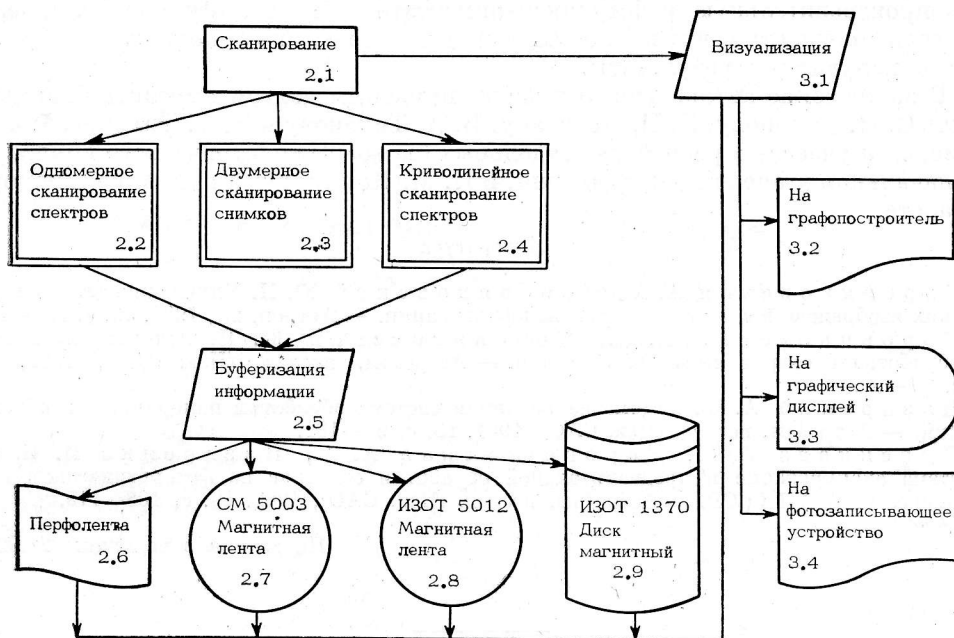 Сканирование
2.1
Визуализация
3.1
Одномерное
сканирование
спектров
2.2
Двумерное
сканирование
снимков
2.3
Криволинейное
сканирование
спектров
2.4
На
графопостроитель
3.2
Буферизация
информации
2.5
На
графический
дисплей
3.3
Перфолента
2.6
СМ 5003
Магнитная
лента
2.7
ИЗОТ 5012
Магнитная
лента
2.8
ИЗОТ 1370
Диск
магнитный
2.9
На
фотозаписывающее
устройство
3.4